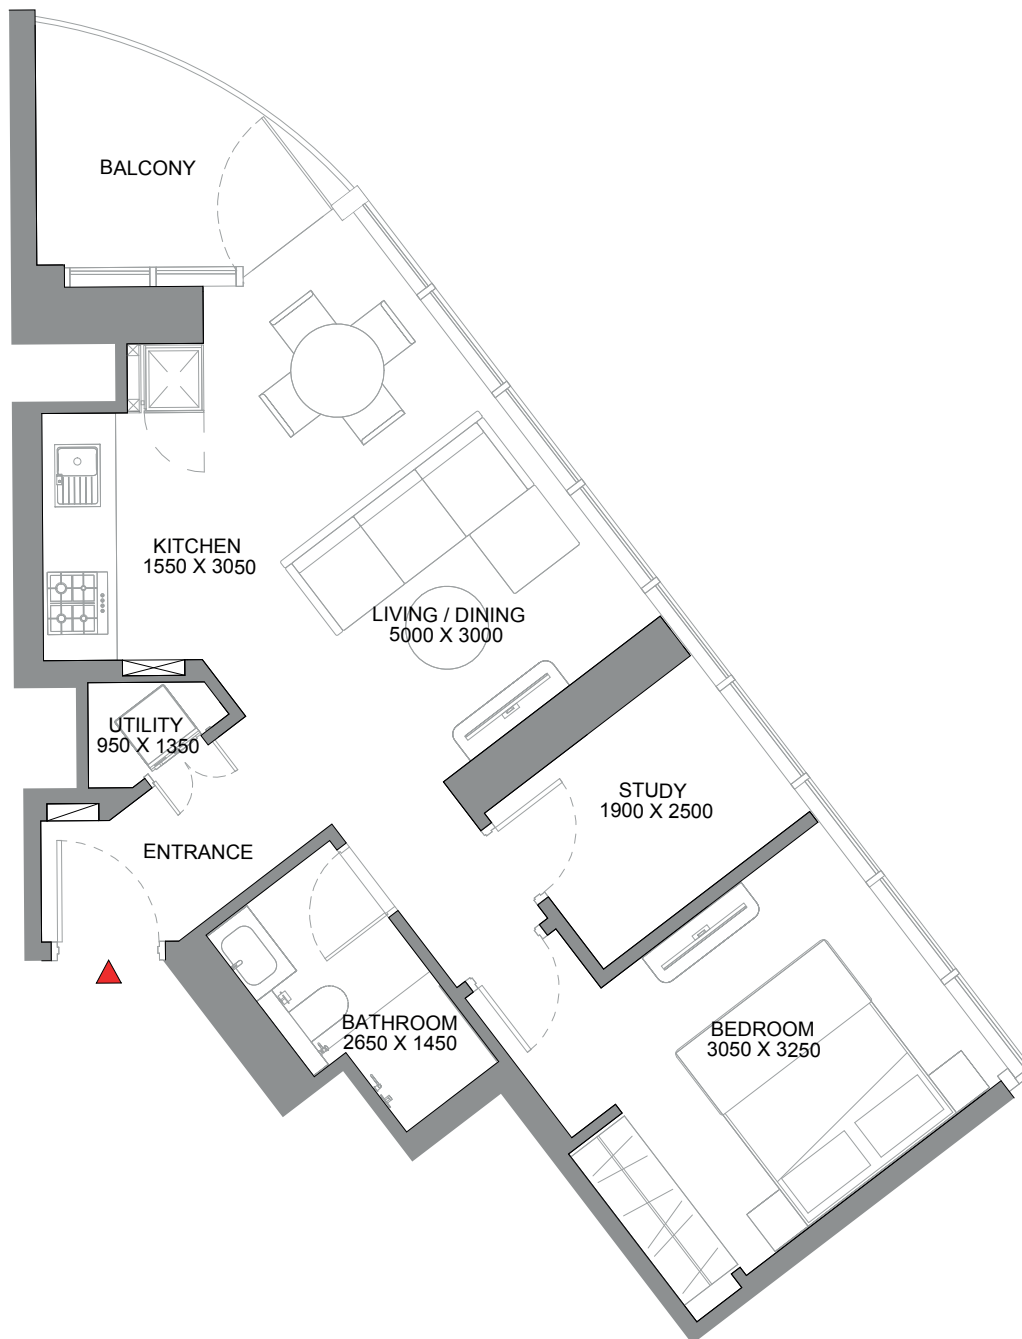 BALCONY
KITCHEN
1550 X 3050
LIVING / DINING
5000 X 3000
UTILITY
950 X 1350
STUDY
1900 X 2500
ENTRANCE
BATHROOM
2650 X 1450
BEDROOM
3050 X 3250